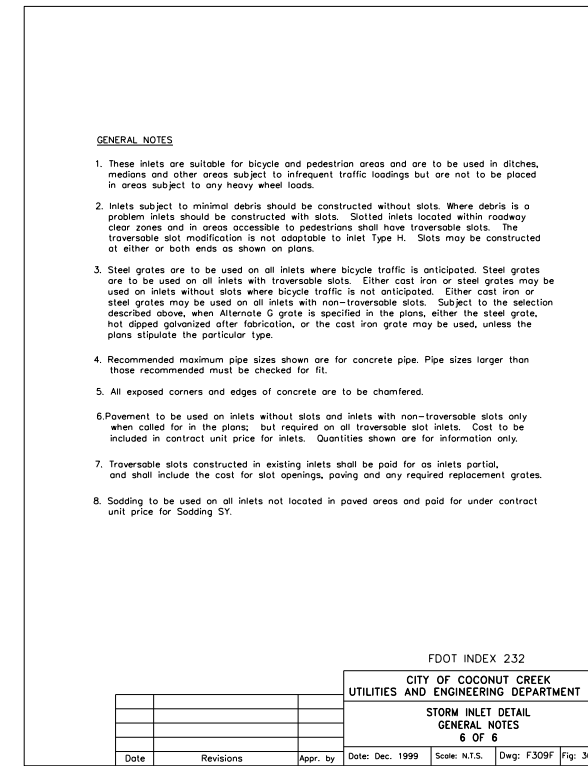 GENERAL NOTES
1. These inlets are suitable for bicycle and pedestrian areas and are to be used in ditches,
medians and other areas subject to infrequent traffic loadings but are not to be placed
in areas subject to any heavy wheel loads.
2. Inlets subject to minimal debris should be constructed without slots. Where debris is a
problem inlets should be constructed with slots. Slotted inlets located within roadway
clear zones and in areas accessible to pedestrians shall have traversable slots. The
traversable slot modification is not adaptable to inlet Type H. Slots may be constructed
at either or both ends as shown on plans.
3. Steel grates are to be used on all inlets where bicycle traffic is anticipated. Steel grates
are to be used on all inlets with traversable slots. Either cast iron or steel grates may be
used on inlets without slots where bicycle traffic is not anticipated. Either cast iron or
steel grates may be used on all inlets with non-traversable slots. Subject to the selection
described above, when Alternate G grate is specified in the plans, either the steel grate,
hot dipped galvanized after fabrication, or the cast iron grate may be used, unless the
plans stipulate the particular type.
4. Recommended maximum pipe sizes shown are for concrete pipe. Pipe sizes larger than
those recommended must be checked for fit.
5. All exposed corners and edges of concrete are to be chamfered.
6.Pavement to be used on inlets without slots and inlets with non-traversable slots only
when called for in the plans; but required on all traversable slot inlets. Cost to be
included in contract unit price for inlets. Quantities shown are for information only.
7. Traversable slots constructed in existing inlets shall be paid for as inlets partial,
and shall include the cost for slot openings, paving and any required replacement grates.
8. Sodding to be used on all inlets not located in paved areas and paid for under contract
unit price for Sodding SY.
FDOT INDEX 232
CITY OF COCONUT CREEK
UTILITIES AND ENGINEERING DEPARTMENT
STORM INLET DETAIL
GENERAL NOTES
6 OF 6
Date Revisions Appr. by Date: Dec. 1999 Scale: N.T.S. Dwg: F309F Fig: